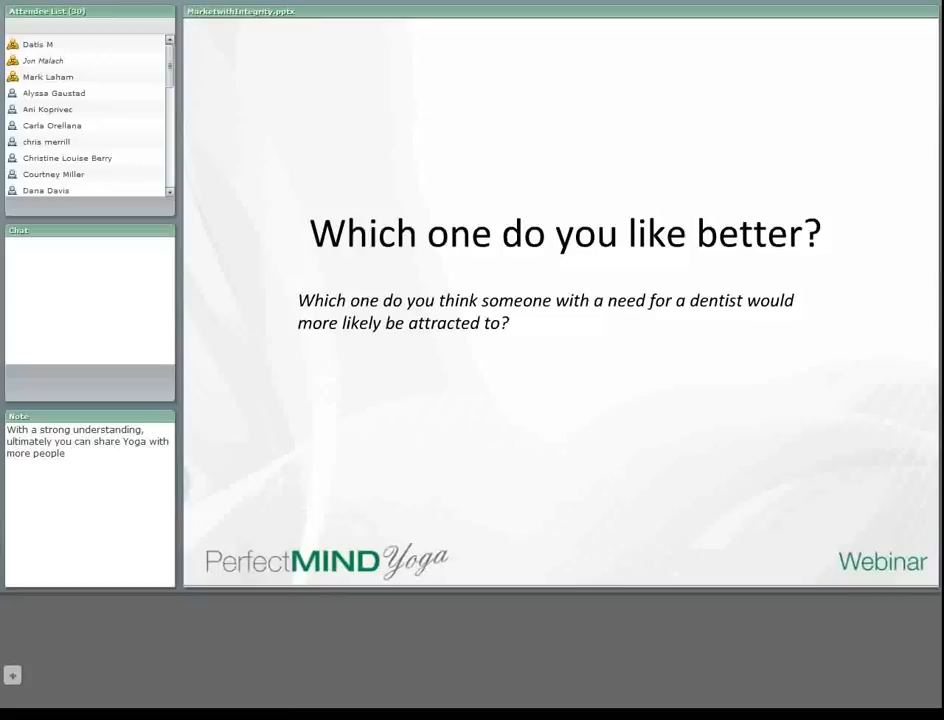 Attendee List (30)
Datis M
Jon Malach
Mark Laham
Alyssa Gaustad
Ani Koprivec
Carla Orellana
chris merrill
Christine Louise Berry
Courtney Miller
Dana Davis
Chat
Note
With a strong understanding,
ultimately you can share Yoga with
more people
MarketwithIntegrity.pptx
Which one do you like better?
Which one do you think someone with a need for a dentist would
more likely be attracted to?
PerfectMIND Yoga
Webinar